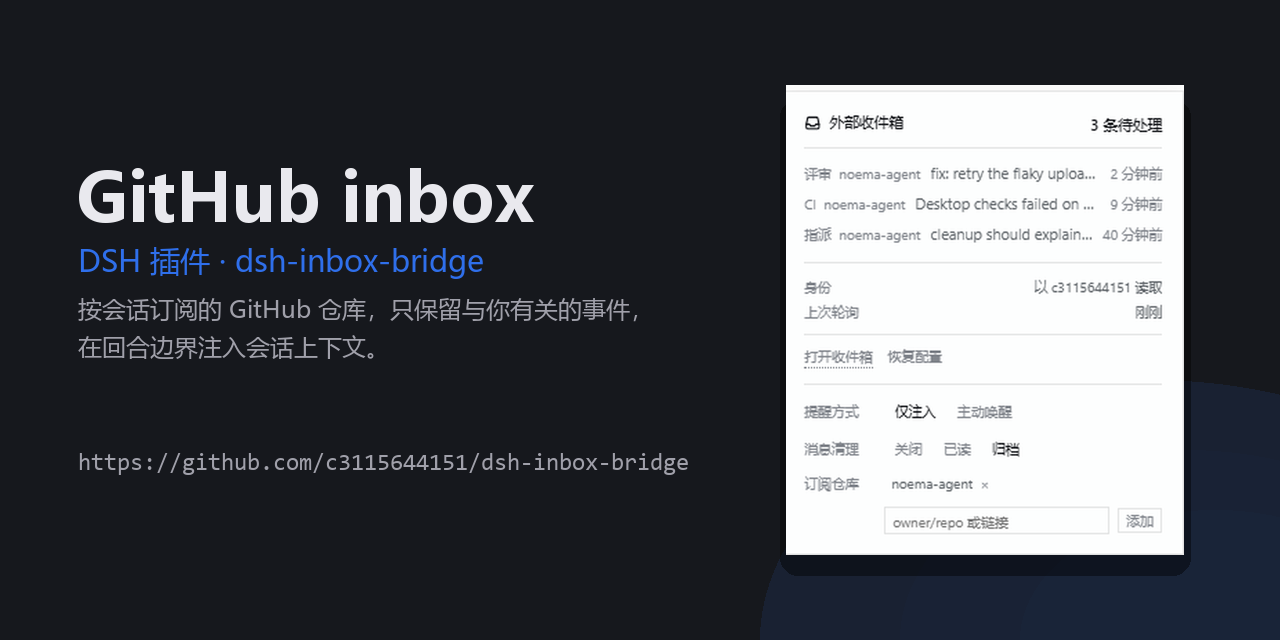 GitHub inbox
DSH 插件 · dsh-inbox-bridge
按会话订阅的 GitHub 仓库，只保留与你有关的事件，
在回合边界注入会话上下文。
https://github.com/c3115644151/dsh-inbox-bridge
外部收件箱 3 条待处理
评审 noema-agent fix: retry the flaky uploa... 2 分钟前
CI noema-agent Desktop checks failed on ... 9 分钟前
指派 noema-agent cleanup should explain... 40 分钟前
身份 以 c3115644151 读取
上次轮询 刚刚
打开收件箱 恢复配置
提醒方式 仅注入 主动唤醒
消息清理 关闭 已读 归档
订阅仓库 noema-agent ×
owner/repo 或链接 添加